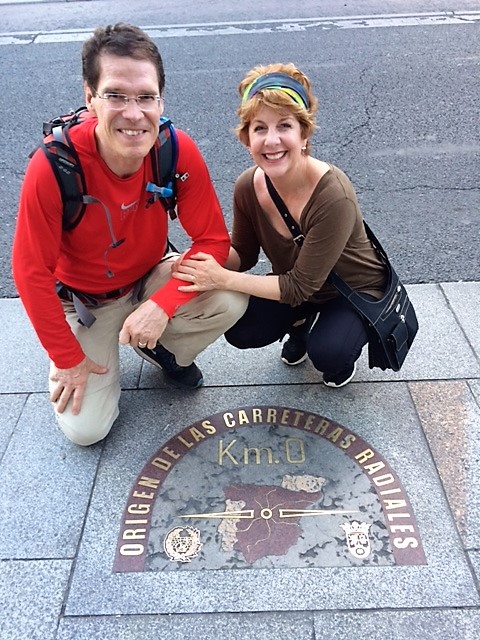 ORIGEN DE LAS CARRETERAS RADIALES
Km.0